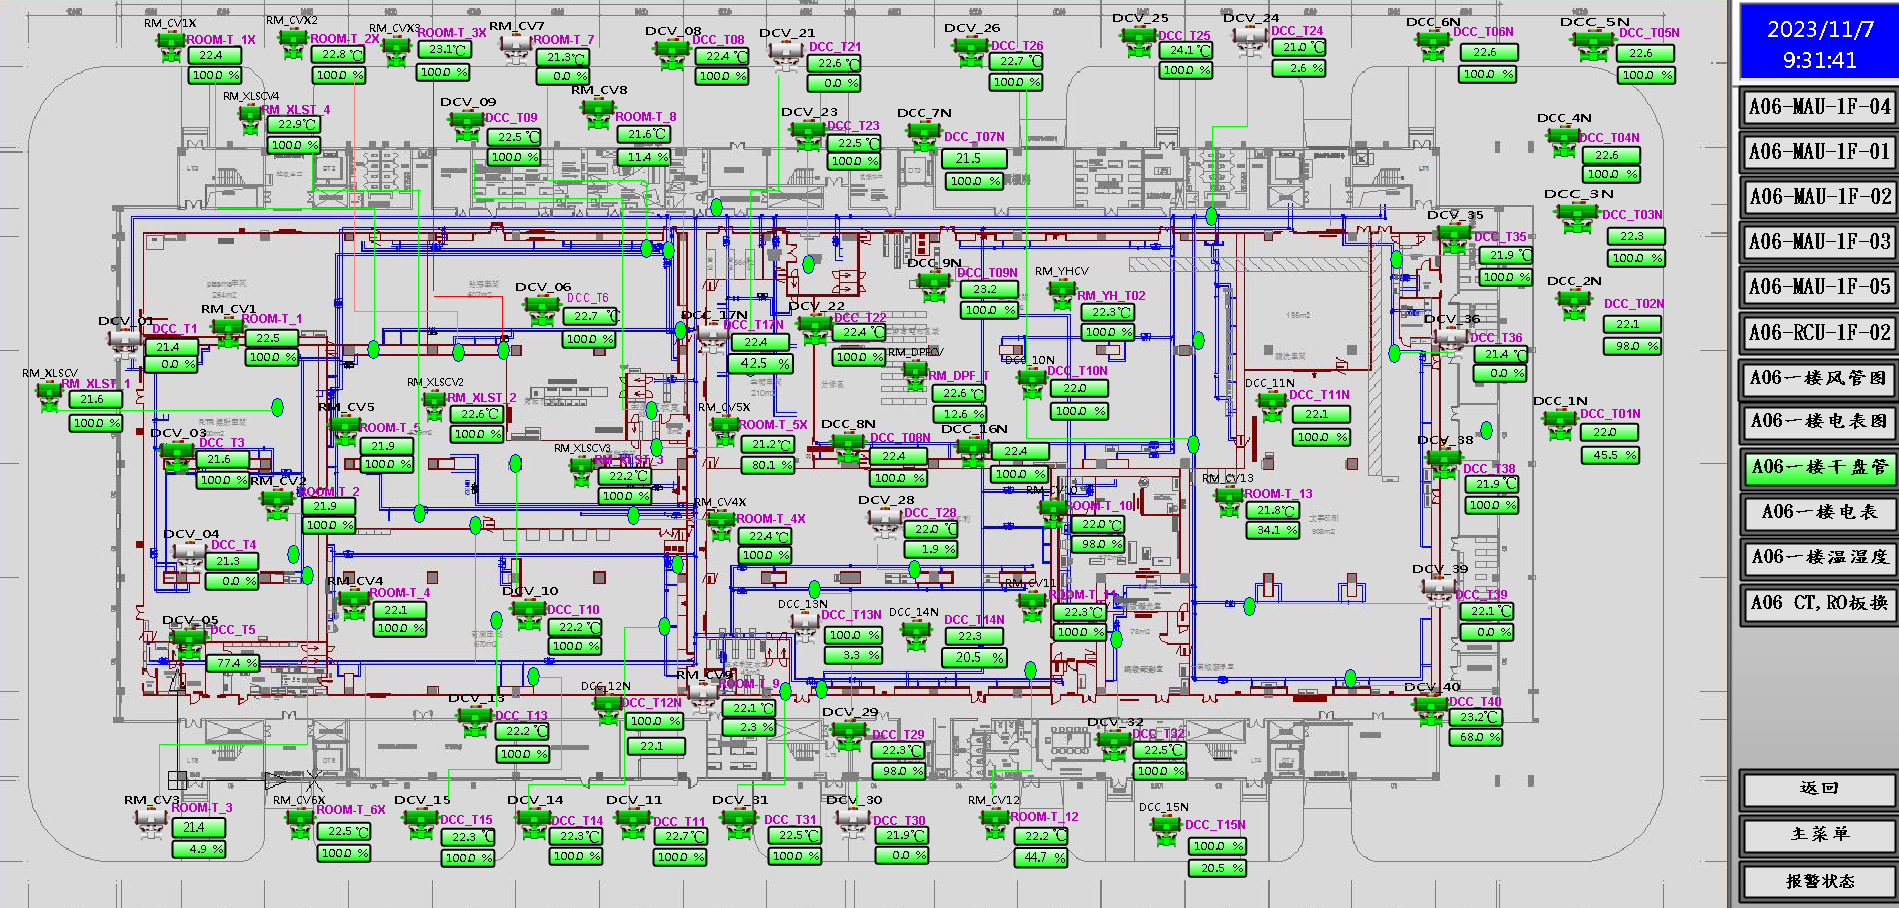 RM_CV1X
ROOM-T_1X
22.4
100.0 %
RM_CVX2
ROOM-T_2X
22.8℃
100.0 %
RM_CVX3
ROOM-T_3X
23.1℃
100.0 %
RM_CV7
ROOM-T_7
21.3℃
0.0 %
DCV_08
DCC_T08
22.4℃
100.0 %
DCV_21
DCC_T21
22.6℃
0.0 %
DCV_26
DCC_T26
22.7℃
100.0 %
DCV_25
DCC_T25
24.1℃
100.0 %
DCV_24
DCC_T24
21.0℃
2.6 %
DCC_6N
DCC_T06N
22.6
100.0 %
DCC_5N
DCC_T05N
22.6
100.0 %
2023/11/7
9:31:41
RM_XLSCV4
RM_XLST_4
22.9℃
100.0 %
DCV_09
DCC_T09
22.5℃
100.0 %
RM_CV8
ROOM-T_8
21.6℃
11.4 %
DCV_23
DCC_T23
22.5℃
100.0 %
DCC_7N
DCC_T07N
21.5
100.0 %
DCC_4N
DCC_T04N
22.6
100.0 %
DCC_3N
DCC_T03N
22.3
100.0 %
DCV_35
DCC_T35
21.9℃
100.0 %
DCC_2N
DCC_T02N
22.1
98.0 %
DCV_01
DCC_T1
21.4
0.0 %
RM_CV1
ROOM-T_1
22.5
100.0 %
DCV_06
DCC_T6
22.7℃
100.0 %
DCC_17N
DCC_T17N
22.4
42.5 %
DCV_22
DCC_T22
22.4℃
100.0 %
DCC_9N
DCC_T09N
23.2
100.0 %
RM_YHCV
RM_YH_T02
22.3℃
100.0 %
DCV_36
DCC_T36
21.4℃
0.0 %
RM_XLSCV
RM_XLST_1
21.6
100.0 %
RM_XLSCV2
RM_XLST_2
22.6℃
100.0 %
RM_DPFCV
RM_DPF_T
22.6℃
12.6 %
DCC_10N
DCC_T10N
22.0
100.0 %
DCC_11N
DCC_T11N
22.1
100.0 %
DCC_1N
DCC_T01N
22.0
45.5 %
DCV_03
DCC_T3
21.6
100.0 %
RM_CV5
ROOM-T_5
21.9
100.0 %
RM_CV5X
ROOM-T_5X
21.2℃
80.1 %
DCC_8N
DCC_T08N
22.4
100.0 %
DCC_16N
22.4
100.0 %
DCV_38
DCC_T38
21.9℃
100.0 %
RM_CV2
ROOM-T_2
21.9
100.0 %
RM_XLSCV3
RM_XLST_3
22.2℃
100.0 %
RM_CV4X
ROOM-T_4X
22.4℃
100.0 %
DCV_28
DCC_T28
22.0℃
1.9 %
ROOM-T_10
22.0℃
98.0 %
RM_CV13
ROOM-T_13
21.8℃
34.1 %
DCV_04
DCC_T4
21.3
0.0 %
RM_CV4
ROOM-T_4
22.1
100.0 %
DCV_10
DCC_T10
22.2℃
100.0 %
DCC_13N
DCC_T13N
100.0 %
3.3 %
DCC_14N
DCC_T14N
22.3
20.5 %
RM_CV11
ROOM-T_11
22.3℃
100.0 %
DCV_39
DCC_T39
22.1℃
0.0 %
DCV_05
DCC_T5
77.4 %
DCV_13
DCC_T13
22.2℃
100.0 %
DCC_12N
DCC_T12N
100.0 %
22.1
RM_CV9
ROOM-T_9
22.1℃
2.3 %
DCV_29
DCC_T29
22.3℃
98.0 %
DCV_32
DCC_T32
22.5℃
100.0 %
DCV_40
DCC_T40
23.2℃
68.0 %
RM_CV3
ROOM-T_3
21.4
4.9 %
RM_CV6X
ROOM-T_6X
22.5℃
100.0 %
DCV_15
DCC_T15
22.3℃
100.0 %
DCV_14
DCC_T14
22.3℃
100.0 %
DCV_11
DCC_T11
22.7℃
100.0 %
DCV_31
DCC_T31
22.5℃
100.0 %
DCV_30
DCC_T30
21.9℃
0.0 %
RM_CV12
ROOM-T_12
22.2℃
44.7 %
DCC_15N
DCC_T15N
100.0 %
20.5 %
A06-MAU-1F-04
A06-MAU-1F-01
A06-MAU-1F-02
A06-MAU-1F-03
A06-MAU-1F-05
A06-RCU-1F-02
A06一楼风管图
A06一楼电表图
A06一楼干盘管
A06一楼电表
A06一楼温湿度
A06 CT,RO板换
返回
主菜单
报警状态